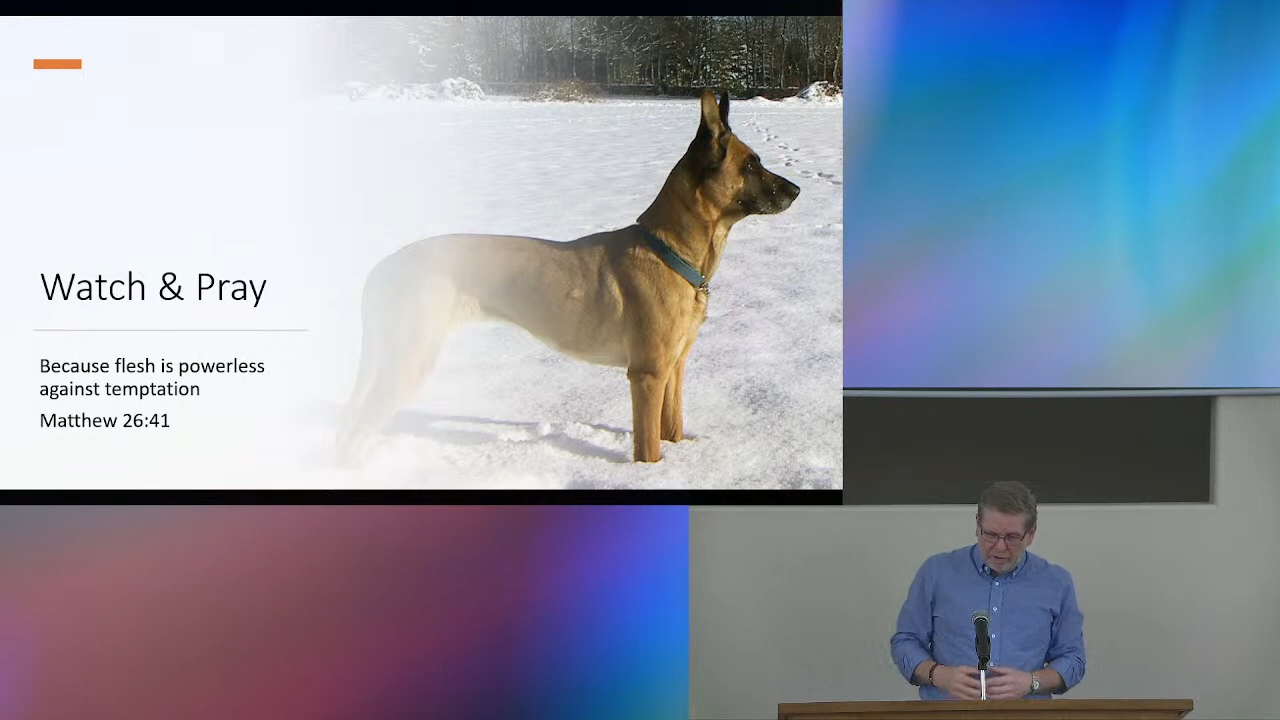 Watch & Pray
Because flesh is powerless
against temptation
Matthew 26:41